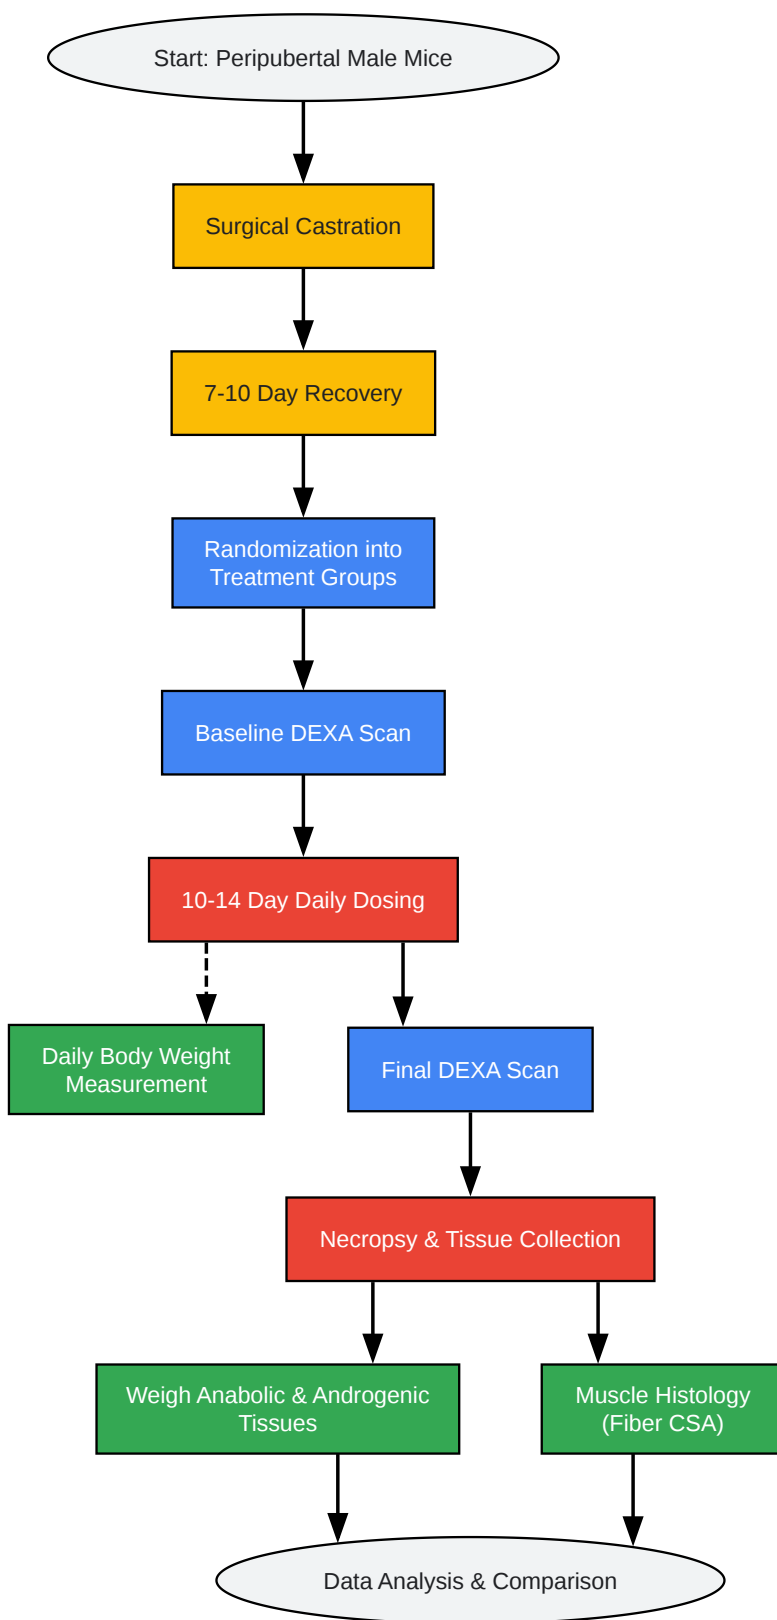 Start: Peripubertal Male Mice
Surgical Castration
7-10 Day Recovery
Randomization into
Treatment Groups
Baseline DEXA Scan
10-14 Day Daily Dosing
Daily Body Weight
Measurement
Final DEXA Scan
Necropsy & Tissue Collection
Weigh Anabolic & Androgenic
Tissues
Muscle Histology
(Fiber CSA)
Data Analysis & Comparison